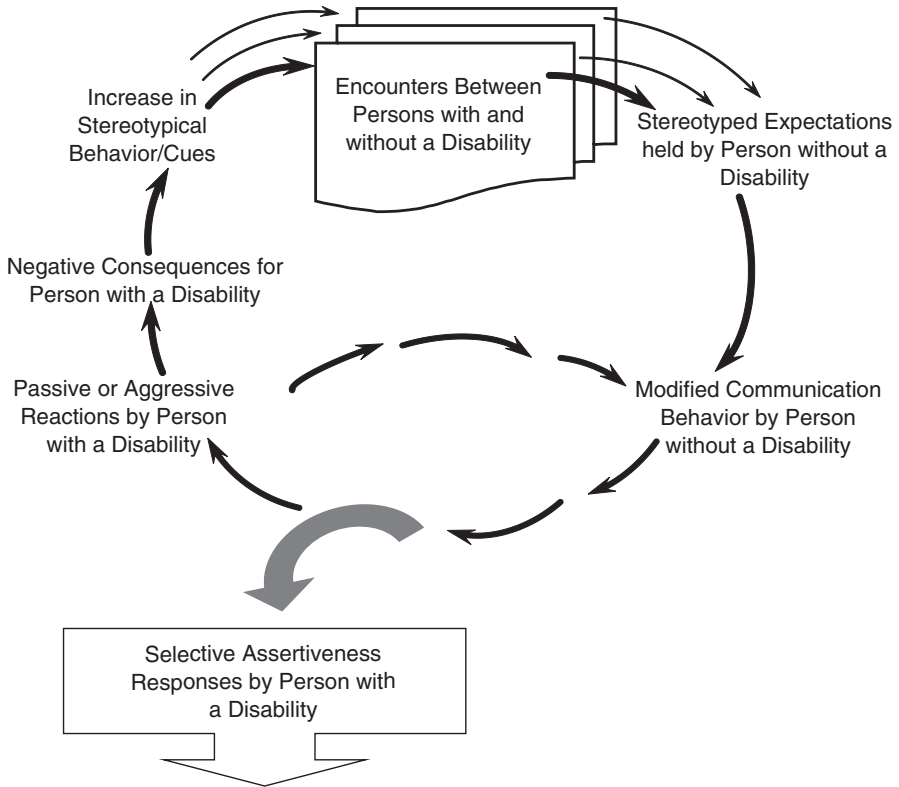 Encounters Between
Persons with and
without a Disability
Stereotyped Expectations
held by Person without a
Disability
Modified Communication
Behavior by Person
without a Disability
Passive or Aggressive
Reactions by Person
with a Disability
Negative Consequences for
Person with a Disability
Increase in
Stereotypical
Behavior/Cues
Selective Assertiveness
Responses by Person with
a Disability